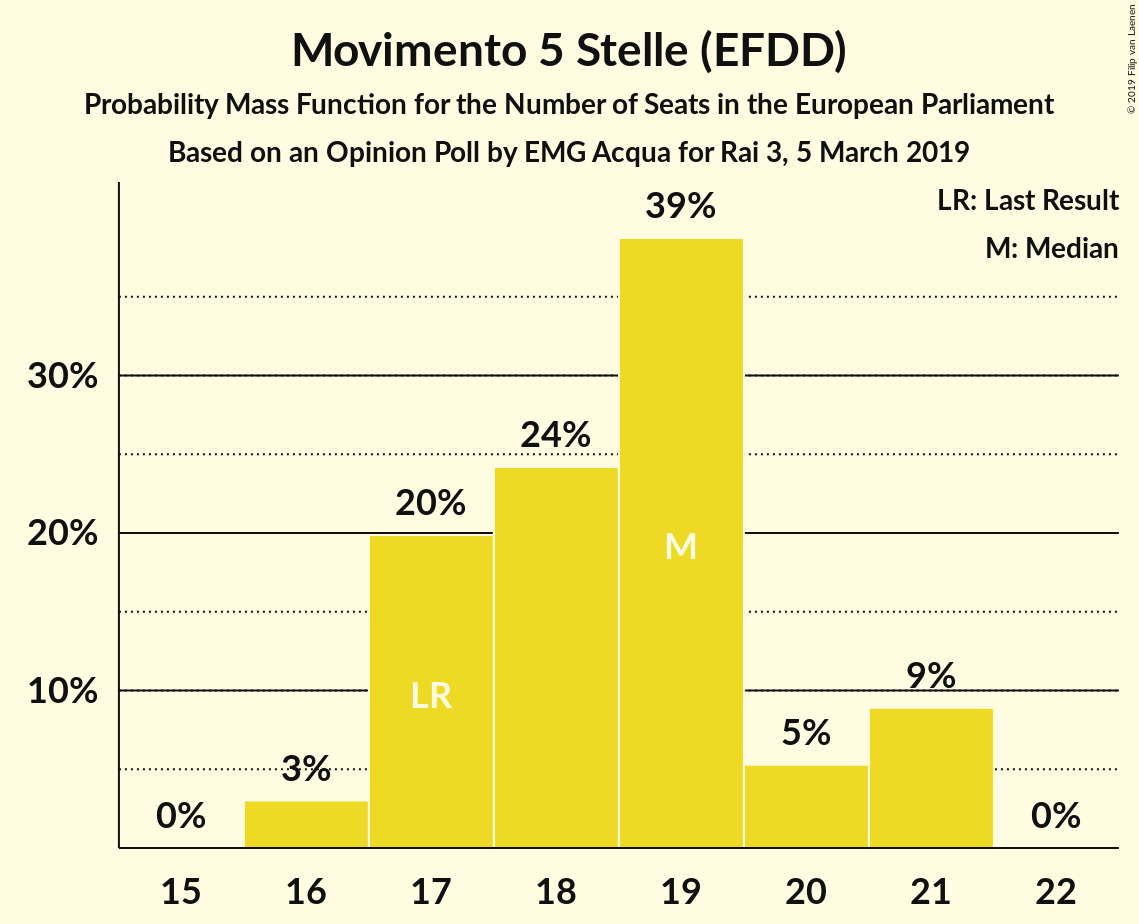 Movimento 5 Stelle (EFDD)
Probability Mass Function for the Number of Seats in the European Parliament
Based on an Opinion Poll by EMG Acqua for Rai 3, 5 March 2019
© 2019 Filip van Laenen
LR: Last Result
M: Median
39%
30%
24%
20%
20%
M
10%
LR
9%
5%
3%
0%
0%
15 16 17 18 19 20 21 22